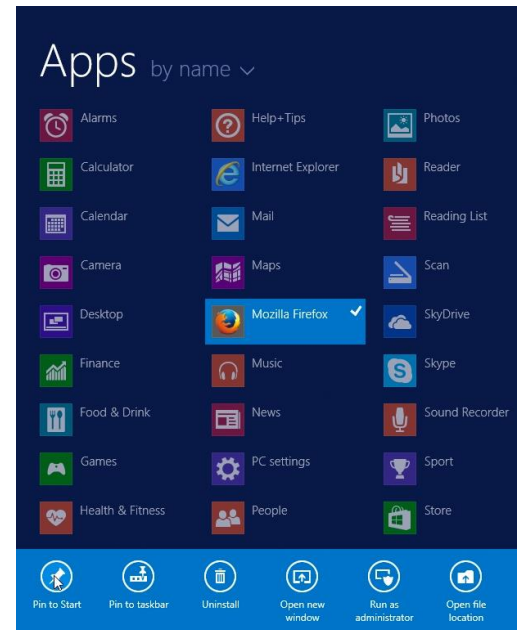 Apps by name
Alarms
Help+Tips
Photos
Calculator
Internet Explorer
Reader
Calendar
Mail
Reading List
Camera
Maps
Scan
Desktop
Mozilla Firefox
SkyDrive
Finance
Music
Skype
Food & Drink
News
Sound Recorder
Games
PC settings
Sport
Health & Fitness
People
Store
Pin to Start
Pin to taskbar
Uninstall
Open new
window
Run as
administrator
Open file
location